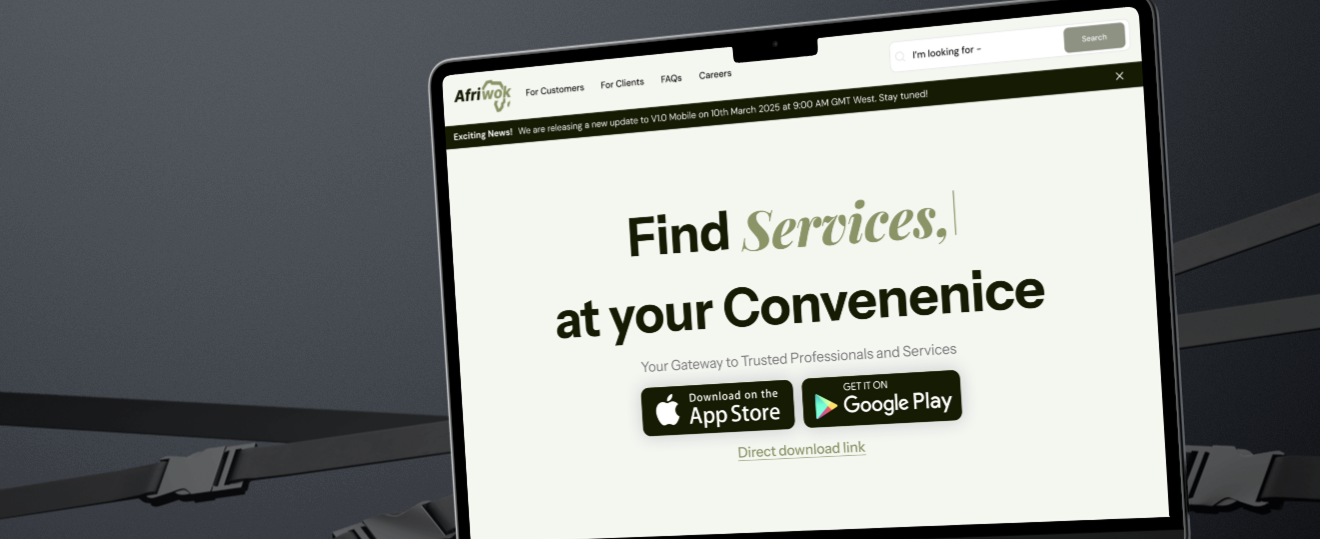 Afriwok For Customers For Clients FAQs Careers I'm looking for - Search
Exciting News! We are releasing a new update to V1.0 Mobile on 10th March 2025 at 9:00 AM GMT West. Stay tuned!
Find Services,
at your Convenenice
Your Gateway to Trusted Professionals and Services
Download on the
App Store
GET IT ON
Google Play
Direct download link